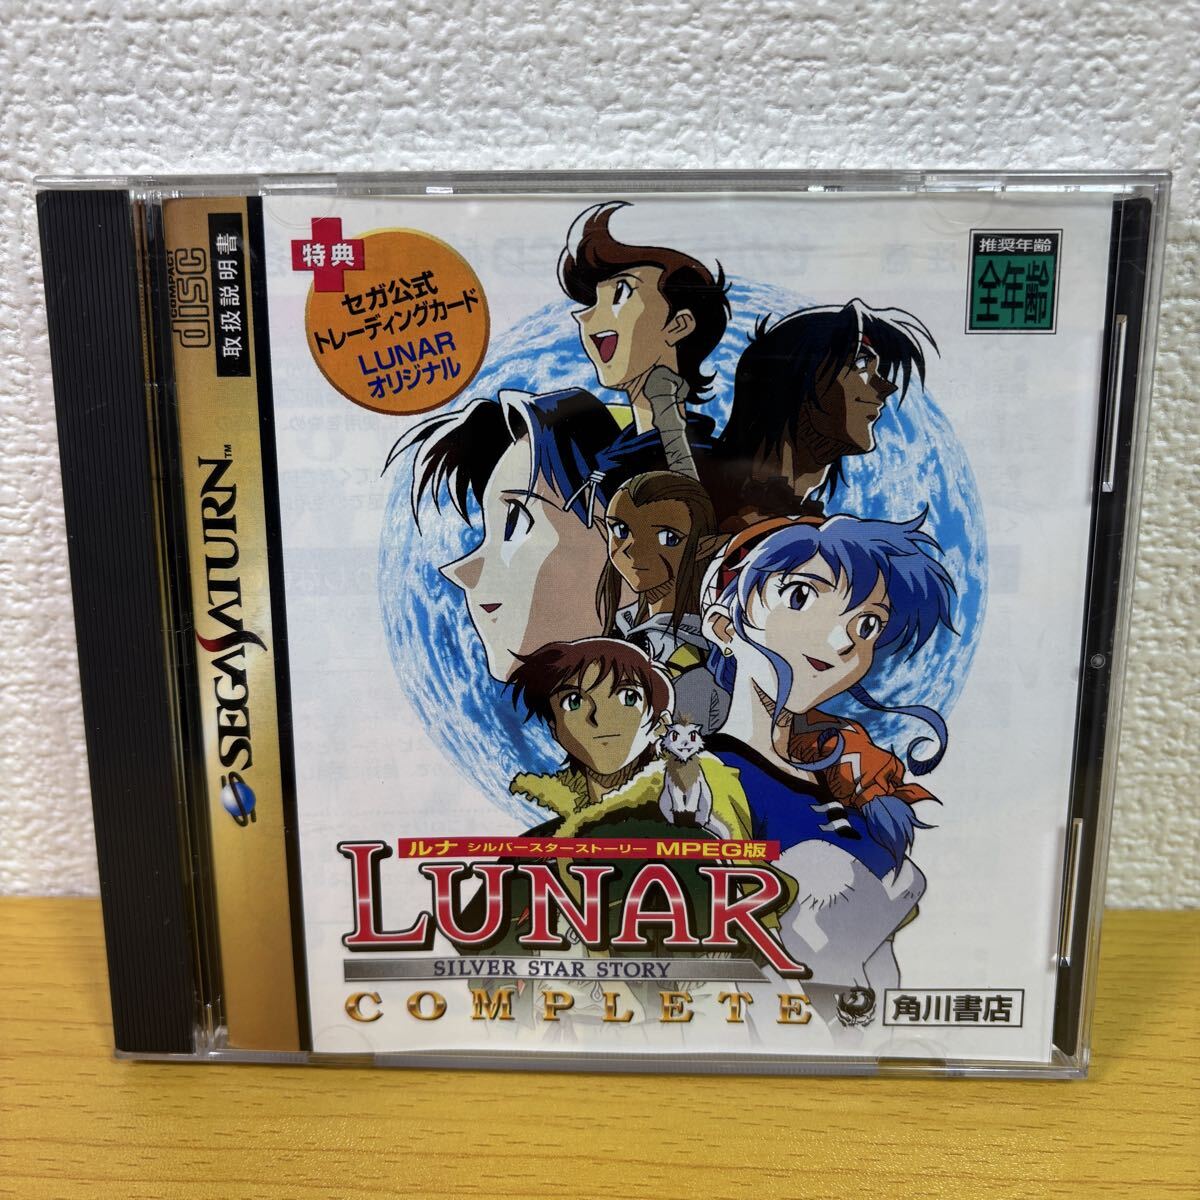 COMPACT
disc
取扱説明書
SEGA SATURN™
特典
セガ公式
トレーディングカード
LUNAR
オリジナル
推奨年齢
全年齢
ルナ シルバースターストーリー MPEG版
LUNAR
SILVER STAR STORY
COMPLETE
角川書店